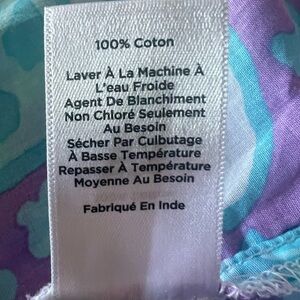 100% Coton
Laver À La Machine À
L'eau Froide
Agent De Blanchiment
Non Chloré Seulement
Au Besoin
Sécher Par Culbutage
À Basse Température
Repasser À Température
Moyenne Au Besoin
Fabriqué En Inde